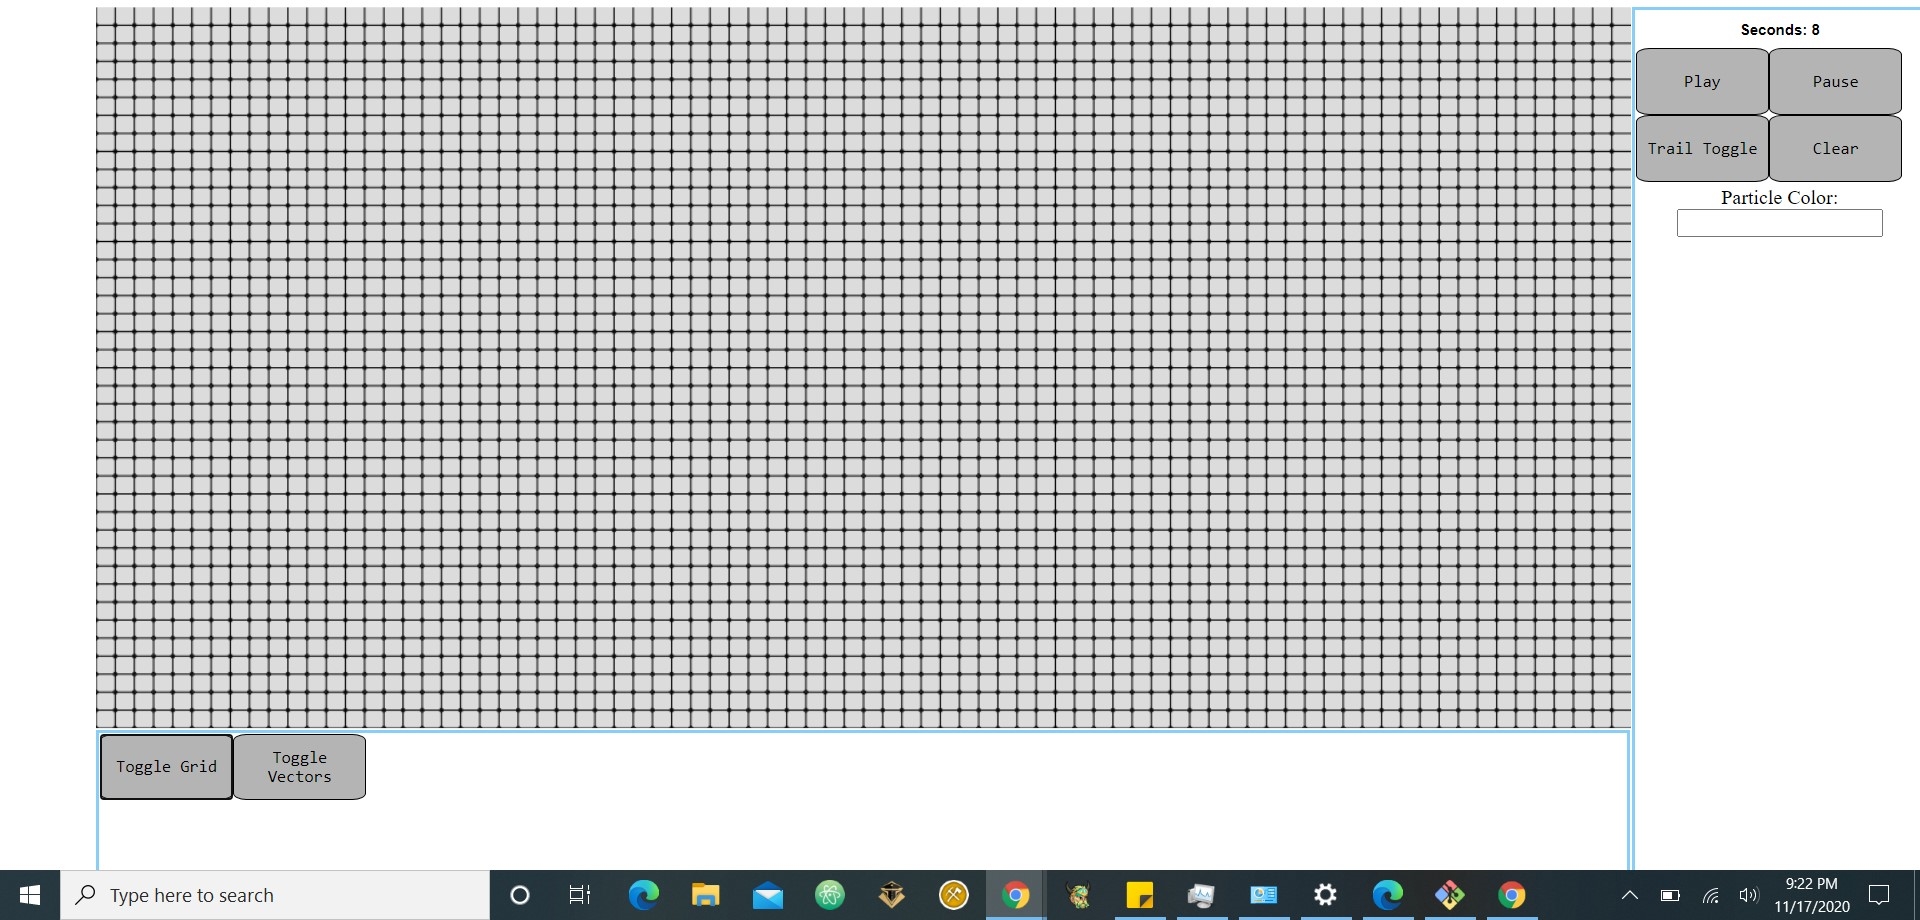 Seconds: 8
Play
Pause
Trail Toggle
Clear
Particle Color:
Toggle Grid
Toggle
Vectors
Type here to search
9:22 PM
11/17/2020